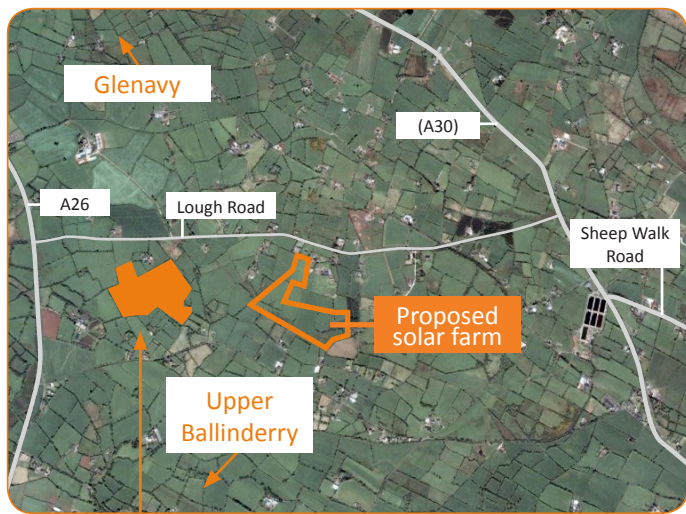 Glenavy
(A30)
A26
Lough Road
Sheep Walk
Road
Proposed
solar farm
Upper
Ballinderry